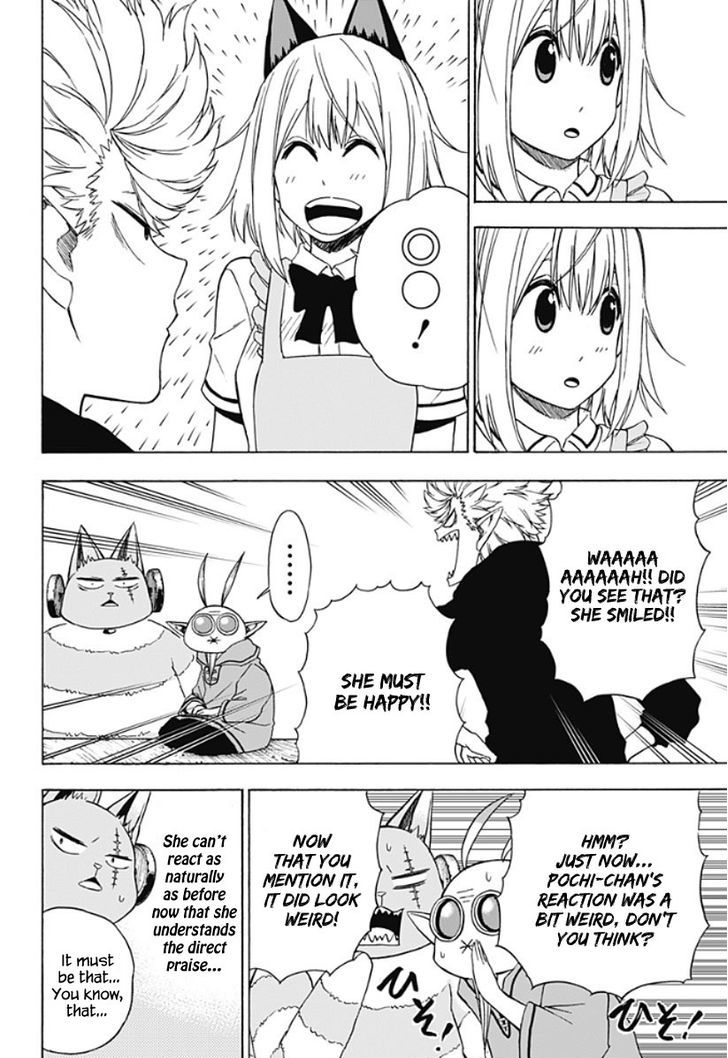 ○○!
・・・・
WAAAAA
AAAAAAH!! DID
YOU SEE THAT?
SHE SMILED!!
SHE MUST
BE HAPPY!!
HMM?
JUST NOW...
POCHI-CHAN'S
REACTION WAS A
BIT WEIRD, DON'T
YOU THINK?
ひそ!
NOW
THAT YOU
MENTION IT,
IT DID LOOK
WEIRD!
ひそ!
She can't
react as
naturally
as before
now that she
understands
the direct
praise...
It must
be that...
You know,
that...